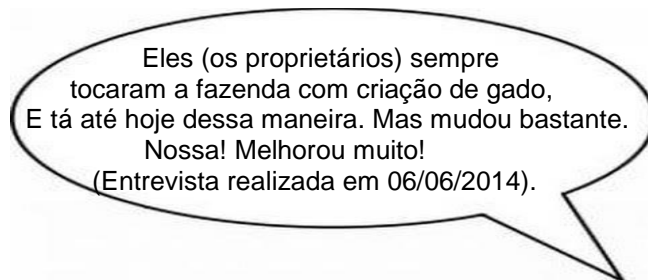 Eles (os proprietários) sempre
tocaram a fazenda com criação de gado,
E tá até hoje dessa maneira. Mas mudou bastante.
Nossa! Melhorou muito!
(Entrevista realizada em 06/06/2014).